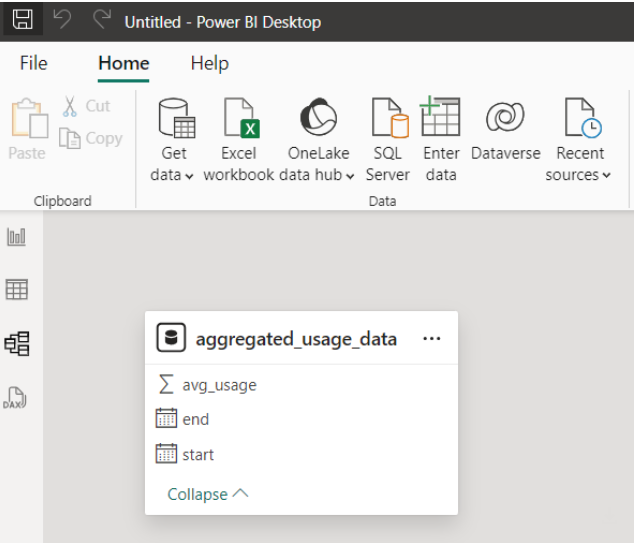 Untitled - Power BI Desktop
File Home Help
Paste
Cut
Copy
Clipboard
Get data
Excel workbook
OneLake data hub
SQL Server
Enter data
Dataverse
Recent sources
Data
DAX
aggregated_usage_data ...
Σ avg_usage
end
start
Collapse